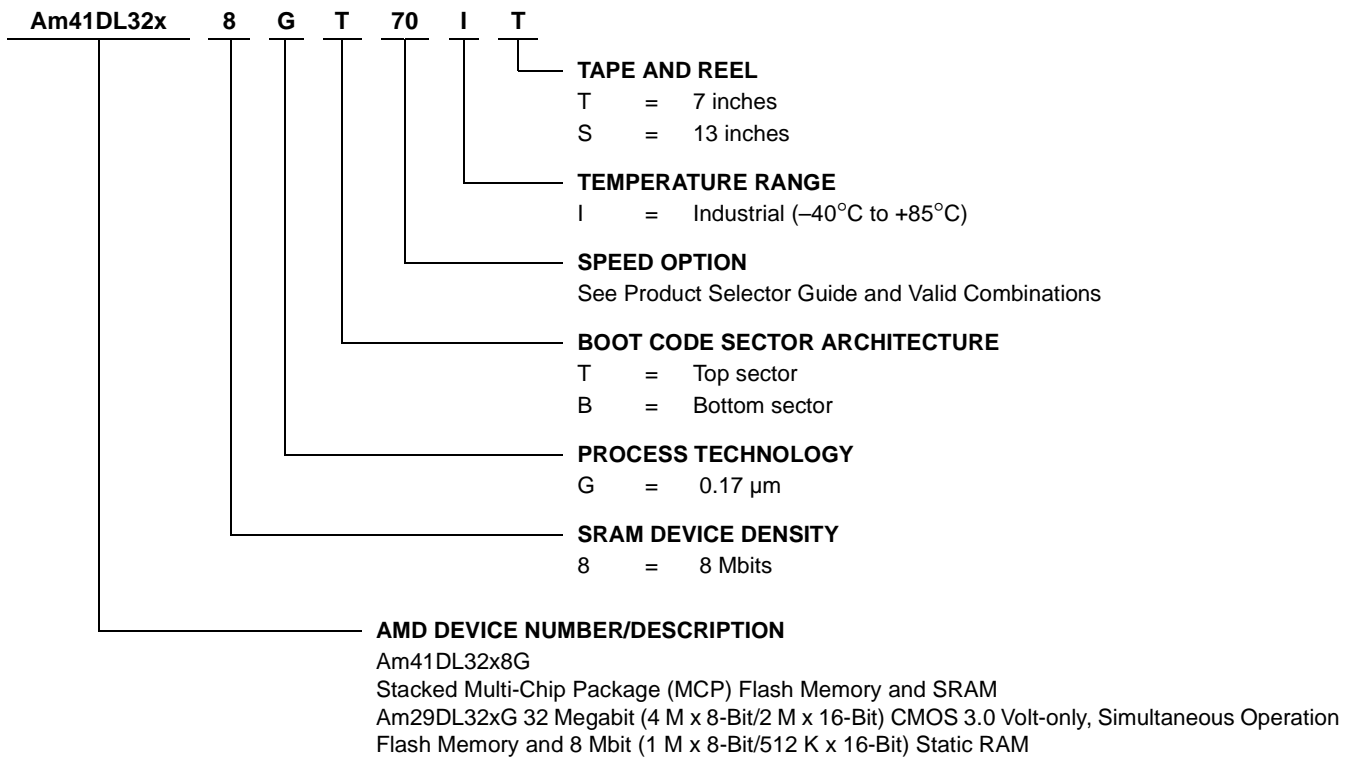 Am41DL32x 8 G T 70 I T
TAPE AND REEL
T = 7 inches
S = 13 inches
TEMPERATURE RANGE
I = Industrial (–40°C to +85°C)
SPEED OPTION
See Product Selector Guide and Valid Combinations
BOOT CODE SECTOR ARCHITECTURE
T = Top sector
B = Bottom sector
PROCESS TECHNOLOGY
G = 0.17 µm
SRAM DEVICE DENSITY
8 = 8 Mbits
AMD DEVICE NUMBER/DESCRIPTION
Am41DL32x8G
Stacked Multi-Chip Package (MCP) Flash Memory and SRAM
Am29DL32xG 32 Megabit (4 M x 8-Bit/2 M x 16-Bit) CMOS 3.0 Volt-only, Simultaneous Operation
Flash Memory and 8 Mbit (1 M x 8-Bit/512 K x 16-Bit) Static RAM